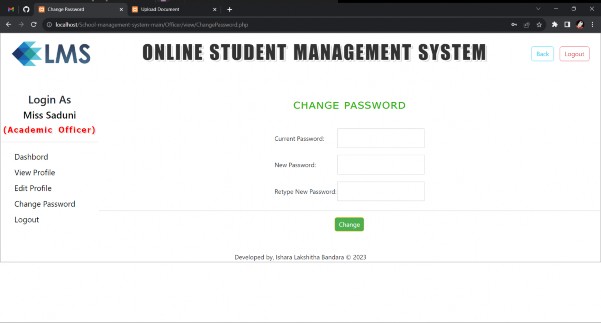 Change Password
Upload Document
localhost/School-management-system-main/Officer/view/ChangePassword.php
LMS
ONLINE STUDENT MANAGEMENT SYSTEM
Back
Logout
Login As
Miss Saduni
(Academic Officer)
Dashbord
View Profile
Edit Profile
Change Password
Logout
CHANGE PASSWORD
Current Password:
New Password:
Retype New Password:
Change
Developed by, Ishara Lakshitha Bandara © 2023